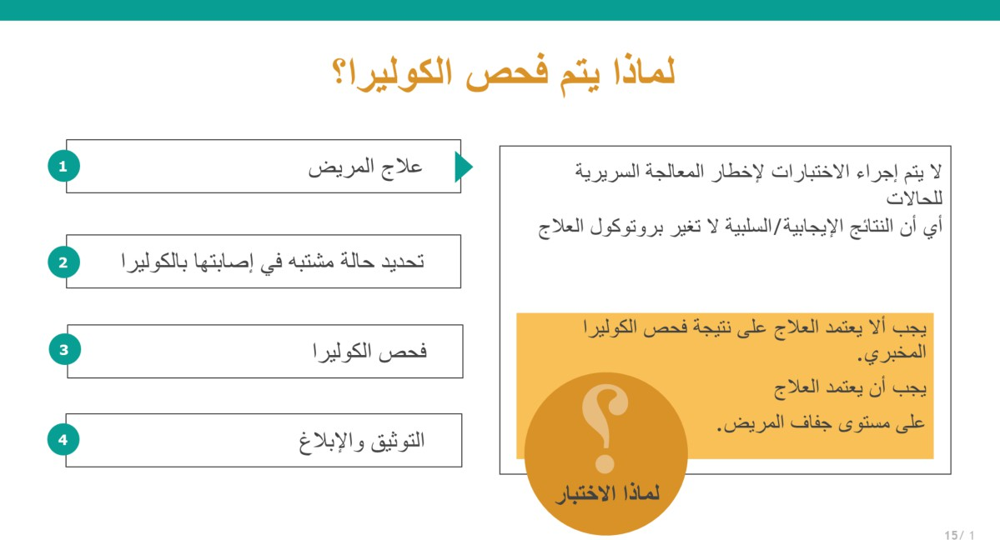 لماذا يتم فحص الكوليرا؟
1
علاج المريض
2
تحديد حالة مشتبه في إصابتها بالكوليرا
3
فحص الكوليرا
4
التوثيق والإبلاغ
لا يتم إجراء الاختبارات لإخطار المعالجة السريرية
للحالات
أي أن النتائج الإيجابية/السلبية لا تغير بروتوكول العلاج
يجب ألا يعتمد العلاج على نتيجة فحص الكوليرا
المخبري.
يجب أن يعتمد العلاج
على مستوى جفاف المريض.
؟
لماذا الاختبار
15/ 1